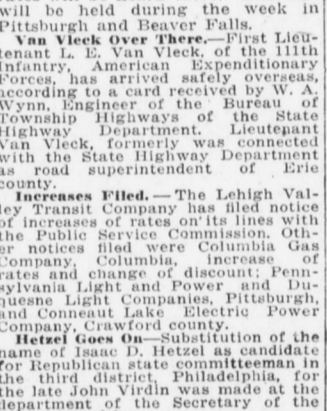 will be held during the week in
Pittsburgh and Beaver Falls.
Van Vleck Over There.—First Lieu-
tenant L. E. Van Vleck, of the 111th
Infantry, American Expeditionary
Forces, has arrived safely overseas,
according to a card received by W. A.
Wynn, Engineer of the Bureau of
Township Highways of the State
Highway Department. Lieutenant
Van Vleck, formerly was connected
with the State Highway Department
as road superintendent of Erie
county.
Increases Filed.—The Lehigh Val-
ley Transit Company has filed notice
of increases of rates on its lines with
the Public Service Commission. Oth-
er notices filed were Columbia Gas
Company, Columbia, increase of
rates and change of discount; Penn-
sylvania Light and Power and Du-
quesne Light Companies, Pittsburgh,
and Conneaut Lake Electric Power
Company, Crawford county.
Hetzel Goes On—Substitution of the
name of Isaac D. Hetzel as candidate
for Republican state committeeman in
the third district, Philadelphia, for
the late John Virdin was made at the
department of the Secretary of the